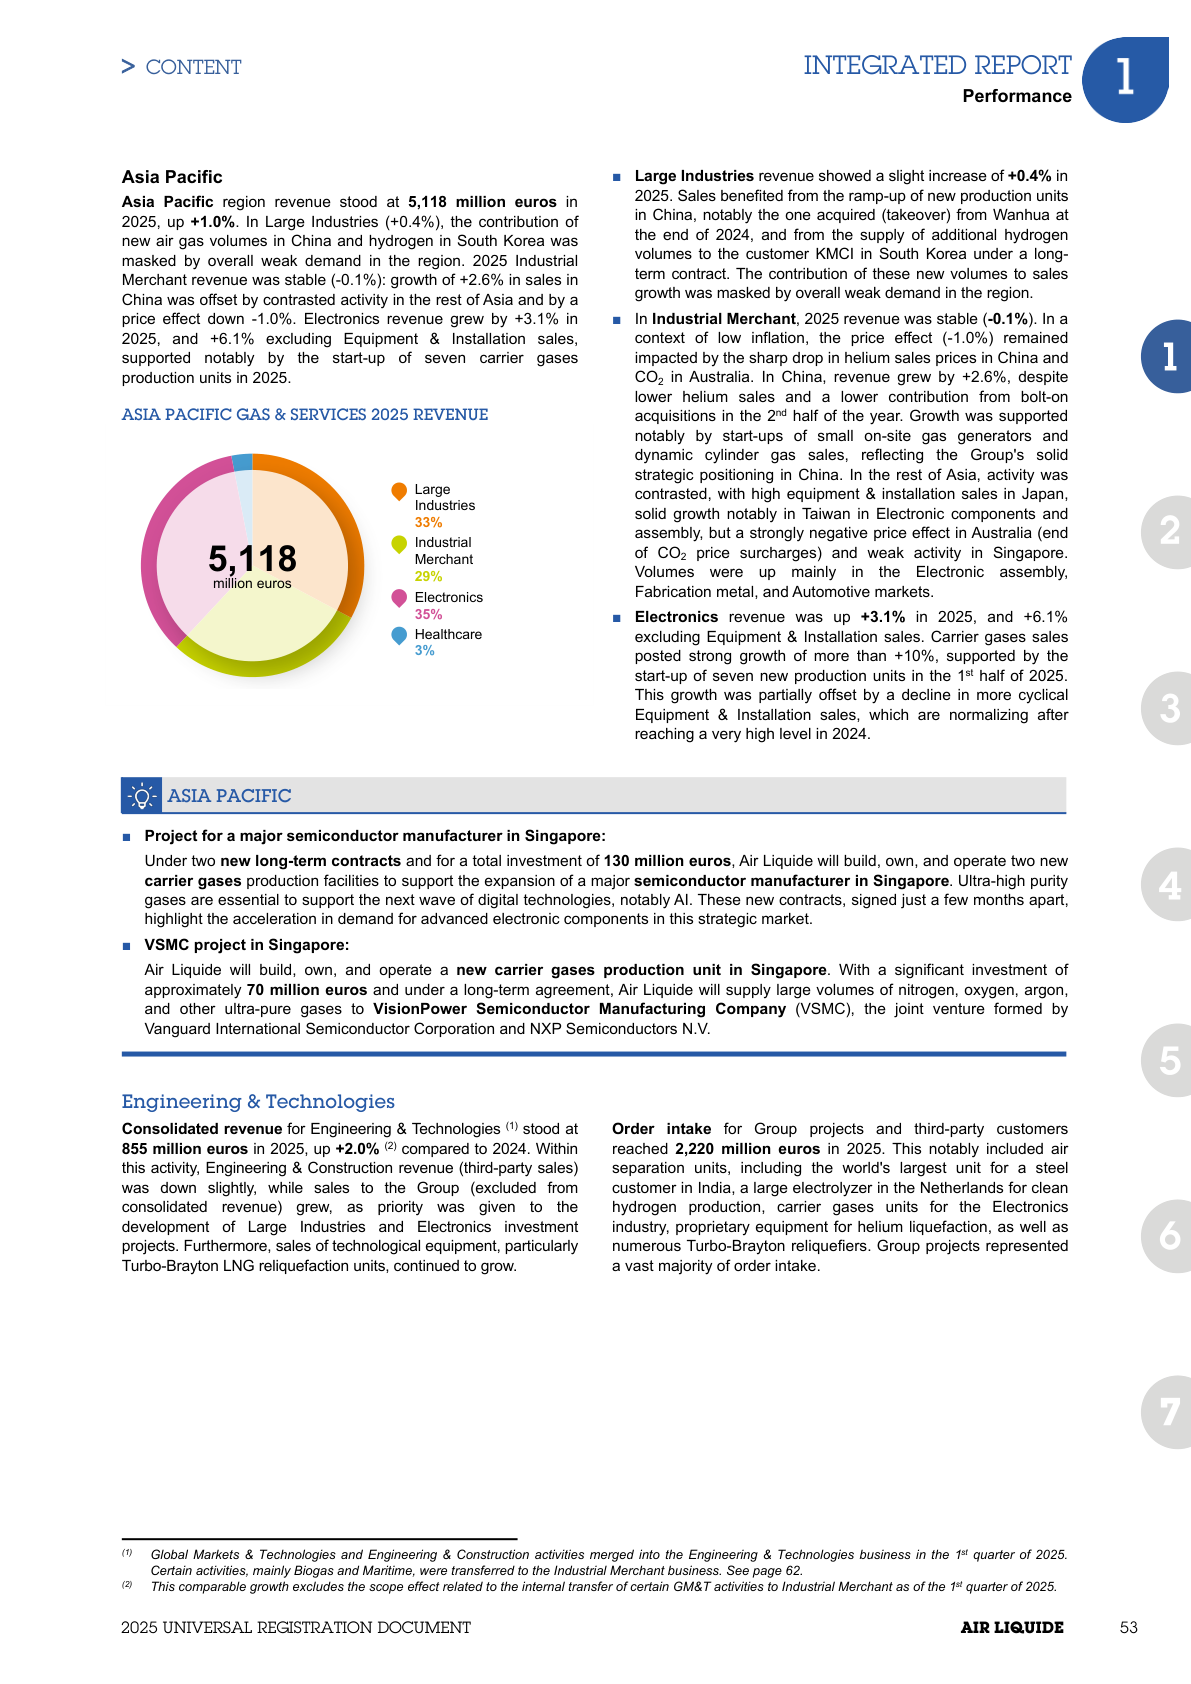 > CONTENT
INTEGRATED REPORT
Performance
1
Asia Pacific
Asia Pacific region revenue stood at 5,118 million euros in
2025, up +1.0%. In Large Industries (+0.4%), the contribution of
new air gas volumes in China and hydrogen in South Korea was
masked by overall weak demand in the region. 2025 Industrial
Merchant revenue was stable (-0.1%): growth of +2.6% in sales in
China was offset by contrasted activity in the rest of Asia and by a
price effect down -1.0%. Electronics revenue grew by +3.1% in
2025, and +6.1% excluding Equipment & Installation sales,
supported notably by the start-up of seven carrier gases
production units in 2025.
ASIA PACIFIC GAS & SERVICES 2025 REVENUE
5,118
million euros
Large
Industries
33%
Industrial
Merchant
29%
Electronics
35%
Healthcare
3%
■ Large Industries revenue showed a slight increase of +0.4% in
2025. Sales benefited from the ramp-up of new production units
in China, notably the one acquired (takeover) from Wanhua at
the end of 2024, and from the supply of additional hydrogen
volumes to the customer KMCI in South Korea under a long-
term contract. The contribution of these new volumes to sales
growth was masked by overall weak demand in the region.
■ In Industrial Merchant, 2025 revenue was stable (-0.1%). In a
context of low inflation, the price effect (-1.0%) remained
impacted by the sharp drop in helium sales prices in China and
CO2 in Australia. In China, revenue grew by +2.6%, despite
lower helium sales and a lower contribution from bolt-on
acquisitions in the 2nd half of the year. Growth was supported
notably by start-ups of small on-site gas generators and
dynamic cylinder gas sales, reflecting the Group's solid
strategic positioning in China. In the rest of Asia, activity was
contrasted, with high equipment & installation sales in Japan,
solid growth notably in Taiwan in Electronic components and
assembly, but a strongly negative price effect in Australia (end
of CO2 price surcharges) and weak activity in Singapore.
Volumes were up mainly in the Electronic assembly,
Fabrication metal, and Automotive markets.
■ Electronics revenue was up +3.1% in 2025, and +6.1%
excluding Equipment & Installation sales. Carrier gases sales
posted strong growth of more than +10%, supported by the
start-up of seven new production units in the 1st half of 2025.
This growth was partially offset by a decline in more cyclical
Equipment & Installation sales, which are normalizing after
reaching a very high level in 2024.
ASIA PACIFIC
■ Project for a major semiconductor manufacturer in Singapore:
Under two new long-term contracts and for a total investment of 130 million euros, Air Liquide will build, own, and operate two new
carrier gases production facilities to support the expansion of a major semiconductor manufacturer in Singapore. Ultra-high purity
gases are essential to support the next wave of digital technologies, notably AI. These new contracts, signed just a few months apart,
highlight the acceleration in demand for advanced electronic components in this strategic market.
■ VSMC project in Singapore:
Air Liquide will build, own, and operate a new carrier gases production unit in Singapore. With a significant investment of
approximately 70 million euros and under a long-term agreement, Air Liquide will supply large volumes of nitrogen, oxygen, argon,
and other ultra-pure gases to VisionPower Semiconductor Manufacturing Company (VSMC), the joint venture formed by
Vanguard International Semiconductor Corporation and NXP Semiconductors N.V.
Engineering & Technologies
Consolidated revenue for Engineering & Technologies (1) stood at
855 million euros in 2025, up +2.0% (2) compared to 2024. Within
this activity, Engineering & Construction revenue (third-party sales)
was down slightly, while sales to the Group (excluded from
consolidated revenue) grew, as priority was given to the
development of Large Industries and Electronics investment
projects. Furthermore, sales of technological equipment, particularly
Turbo-Brayton LNG reliquefaction units, continued to grow.
Order intake for Group projects and third-party customers
reached 2,220 million euros in 2025. This notably included air
separation units, including the world's largest unit for a steel
customer in India, a large electrolyzer in the Netherlands for clean
hydrogen production, carrier gases units for the Electronics
industry, proprietary equipment for helium liquefaction, as well as
numerous Turbo-Brayton reliquefiers. Group projects represented
a vast majority of order intake.
(1) Global Markets & Technologies and Engineering & Construction activities merged into the Engineering & Technologies business in the 1st quarter of 2025.
Certain activities, mainly Biogas and Maritime, were transferred to the Industrial Merchant business. See page 62.
(2) This comparable growth excludes the scope effect related to the internal transfer of certain GM&T activities to Industrial Merchant as of the 1st quarter of 2025.
2025 UNIVERSAL REGISTRATION DOCUMENT
AIR LIQUIDE
53
1
2
3
4
5
6
7